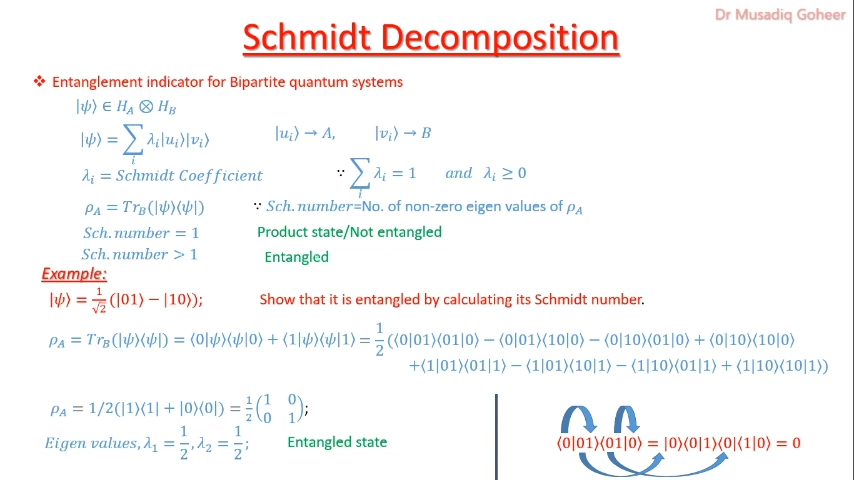 Dr Musadiq Goheer
Schmidt Decomposition
❖ Entanglement indicator for Bipartite quantum systems
|ψ⟩ ∈ H_A ⊗ H_B
|ψ⟩ = ∑_i λ_i|u_i⟩|v_i⟩ |u_i⟩ → A, |v_i⟩ → B
λ_i = Schmidt Coefficient ∵ ∑_i λ_i = 1 and λ_i ≥ 0
ρ_A = Tr_B(|ψ⟩⟨ψ|) ∵ Sch.number=No. of non-zero eigen values of ρ_A
Sch.number = 1 Product state/Not entangled
Sch.number > 1 Entangled
Example:
|ψ⟩ = 1/√2 (|01⟩ − |10⟩); Show that it is entangled by calculating its Schmidt number.
ρ_A = Tr_B(|ψ⟩⟨ψ|) = ⟨0|ψ⟩⟨ψ|0⟩ + ⟨1|ψ⟩⟨ψ|1⟩ = 1/2 (⟨0|01⟩⟨01|0⟩ − ⟨0|01⟩⟨10|0⟩ − ⟨0|10⟩⟨01|0⟩ + ⟨0|10⟩⟨10|0⟩
+⟨1|01⟩⟨01|1⟩ − ⟨1|01⟩⟨10|1⟩ − ⟨1|10⟩⟨01|1⟩ + ⟨1|10⟩⟨10|1⟩)
ρ_A = 1/2(|1⟩⟨1| + |0⟩⟨0|) = 1/2 (1 0
0 1);
Eigen values, λ_1 = 1/2, λ_2 = 1/2; Entangled state
⟨0|01⟩⟨01|0⟩ = |0⟩⟨0|1⟩⟨0|⟨1|0⟩ = 0